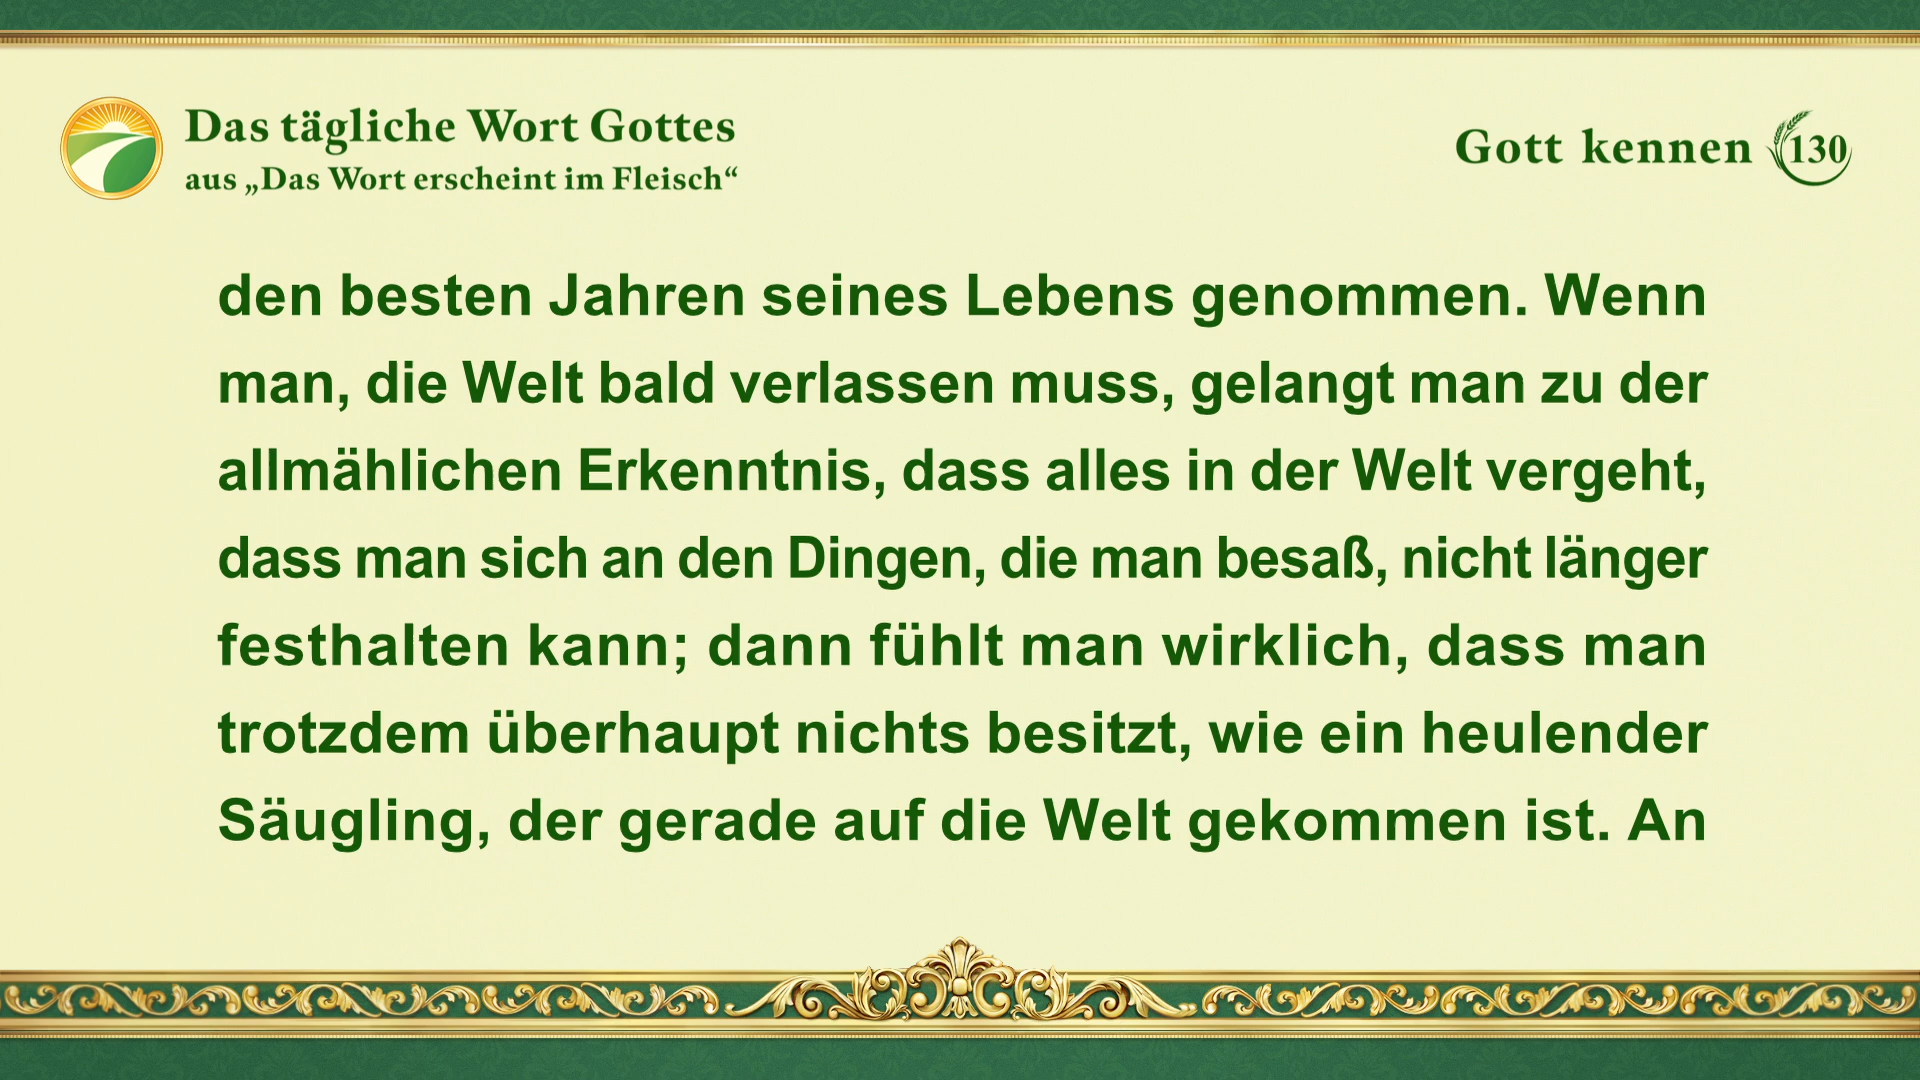 Das tägliche Wort Gottes
aus „Das Wort erscheint im Fleisch“
Gott kennen 130
den besten Jahren seines Lebens genommen. Wenn
man, die Welt bald verlassen muss, gelangt man zu der
allmählichen Erkenntnis, dass alles in der Welt vergeht,
dass man sich an den Dingen, die man besaß, nicht länger
festhalten kann; dann fühlt man wirklich, dass man
trotzdem überhaupt nichts besitzt, wie ein heulender
Säugling, der gerade auf die Welt gekommen ist. An